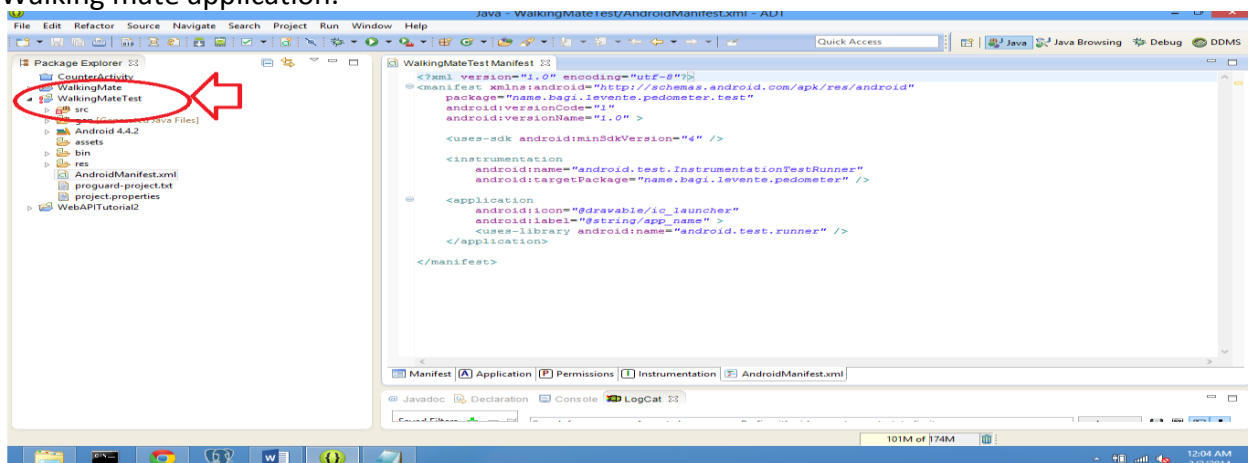 Walking mate application.
Java - WalkingMateTest/AndroidManifest.xml - ADT
File Edit Refactor Source Navigate Search Project Run Window Help
Quick Access Java Java Browsing Debug DDMS
Package Explorer
CounterActivity
WalkingMate
WalkingMateTest
src
gen [Generated Java Files]
Android 4.4.2
assets
bin
res
AndroidManifest.xml
proguard-project.txt
project.properties
WebAPITutorial2
WalkingMateTest Manifest
<?xml version="1.0" encoding="utf-8"?>
<manifest xmlns:android="http://schemas.android.com/apk/res/android"
package="name.bagi.levente.pedometer.test"
android:versionCode="1"
android:versionName="1.0" >
<uses-sdk android:minSdkVersion="4" />
<instrumentation
android:name="android.test.InstrumentationTestRunner"
android:targetPackage="name.bagi.levente.pedometer" />
<application
android:icon="@drawable/ic_launcher"
android:label="@string/app_name" >
<uses-library android:name="android.test.runner" />
</application>
</manifest>
Manifest A Application P Permissions I Instrumentation AndroidManifest.xml
@ Javadoc Declaration Console LogCat
Saved Filters
101M of 174M
12:04 AM